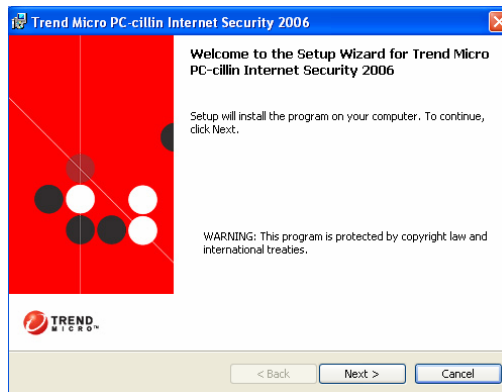 Trend Micro PC-cillin Internet Security 2006
Welcome to the Setup Wizard for Trend Micro
PC-cillin Internet Security 2006
Setup will install the program on your computer. To continue,
click Next.
WARNING: This program is protected by copyright law and
international treaties.
TREND
MICRO™
< Back
Next >
Cancel